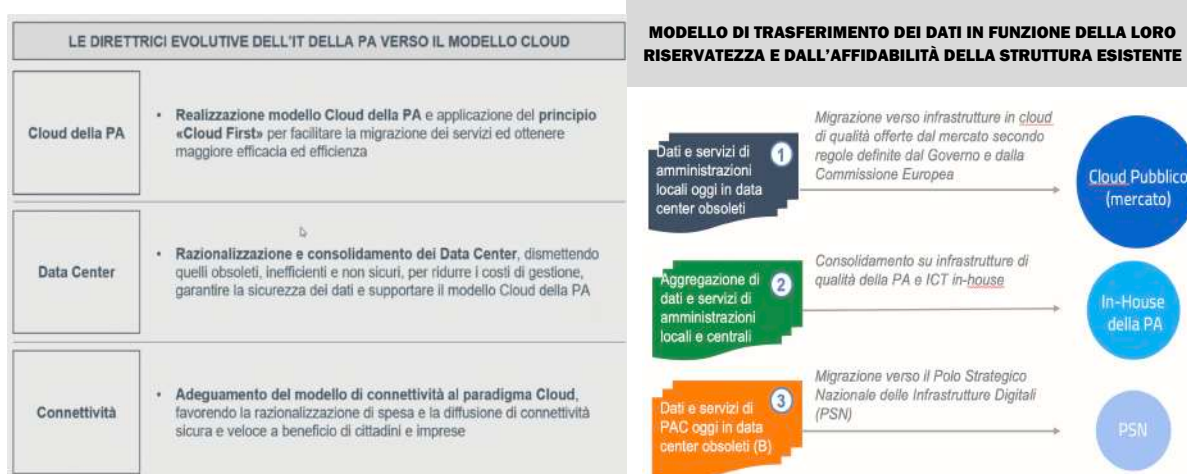 LE DIRETTRICI EVOLUTIVE DELL'IT DELLA PA VERSO IL MODELLO CLOUD
Cloud della PA
• Realizzazione modello Cloud della PA e applicazione del principio
«Cloud First» per facilitare la migrazione dei servizi ed ottenere
maggiore efficacia ed efficienza
Data Center
• Razionalizzazione e consolidamento dei Data Center, dismettendo
quelli obsoleti, inefficienti e non sicuri, per ridurre i costi di gestione,
garantire la sicurezza dei dati e supportare il modello Cloud della PA
Connettività
• Adeguamento del modello di connettività al paradigma Cloud,
favorendo la razionalizzazione di spesa e la diffusione di connettività
sicura e veloce a beneficio di cittadini e imprese
MODELLO DI TRASFERIMENTO DEI DATI IN FUNZIONE DELLA LORO
RISERVATEZZA E DALL'AFFIDABILITÀ DELLA STRUTTURA ESISTENTE
Dati e servizi di
amministrazioni
locali oggi in data
center obsoleti
1
Migrazione verso infrastrutture in cloud
di qualità offerte dal mercato secondo
regole definite dal Governo e dalla
Commissione Europea
Cloud Pubblico
(mercato)
Aggregazione di
dati e servizi di
amministrazioni
locali e centrali
2
Consolidamento su infrastrutture di
qualità della PA e ICT in-house
In-House
della PA
Dati e servizi di
PAC oggi in data
center obsoleti (B)
3
Migrazione verso il Polo Strategico
Nazionale delle Infrastrutture Digitali
(PSN)
PSN